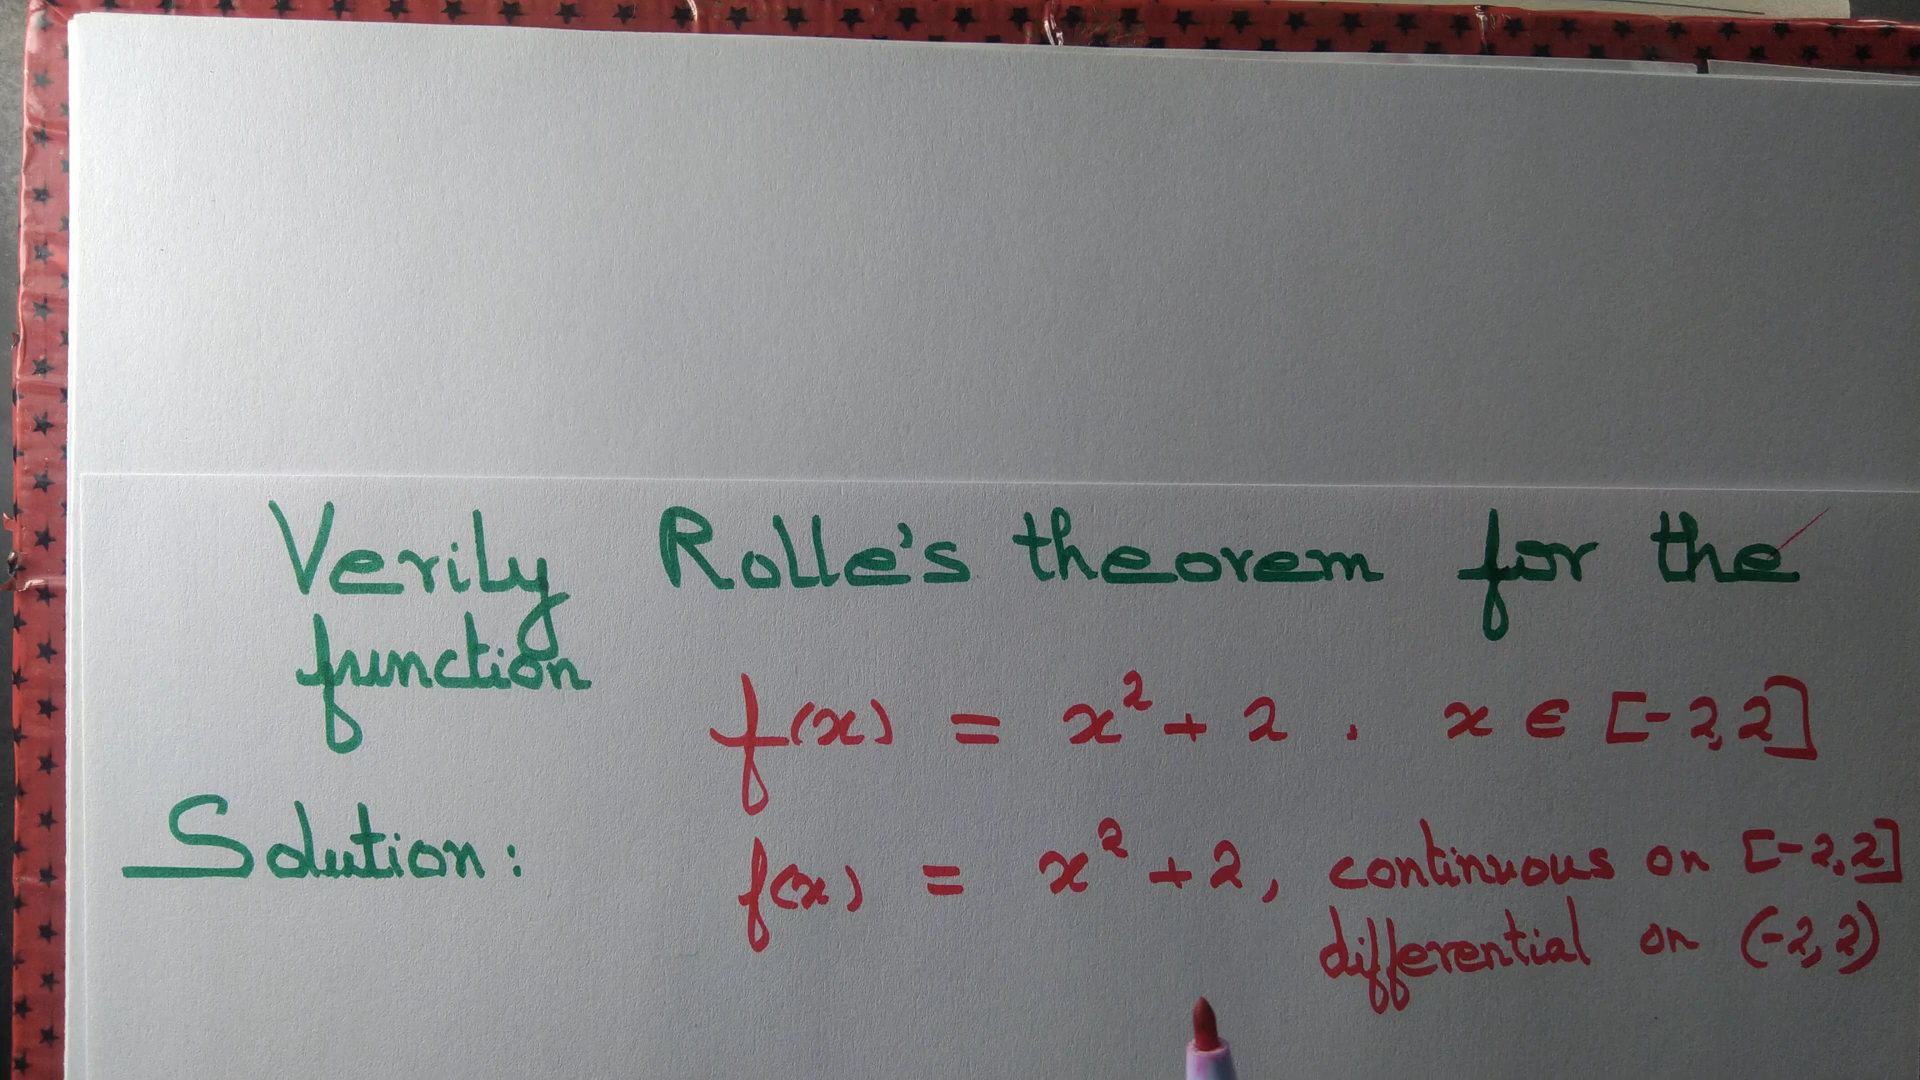 Verily Rolle's theorem for the
function
f(x) = x² + 2 . x ∈ [-2,2]
Solution: f(x) = x² + 2, continuous on [-2,2]
differential on (-2,2)